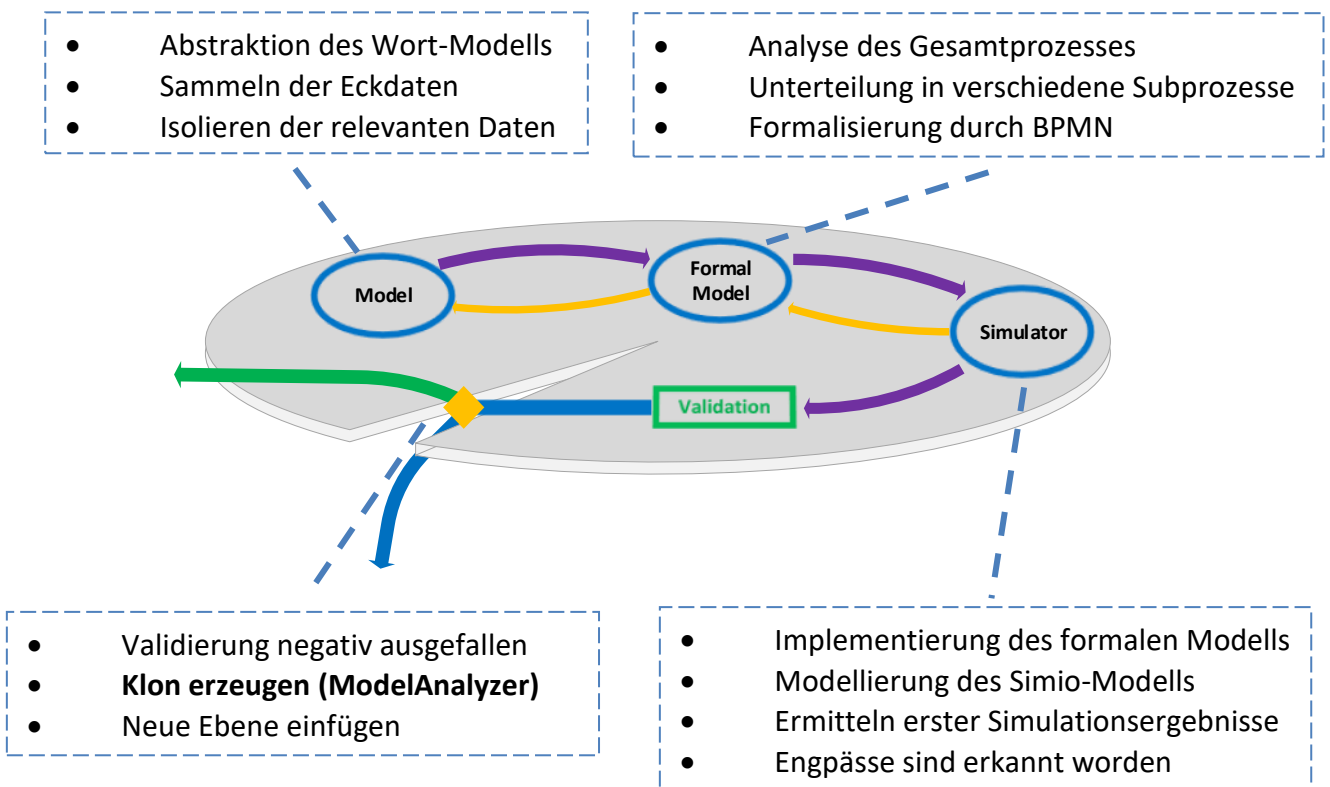 • Abstraktion des Wort-Modells
• Sammeln der Eckdaten
• Isolieren der relevanten Daten
• Analyse des Gesamtprozesses
• Unterteilung in verschiedene Subprozesse
• Formalisierung durch BPMN
Model
Formal
Model
Simulator
Validation
• Validierung negativ ausgefallen
• Klon erzeugen (ModelAnalyzer)
• Neue Ebene einfügen
• Implementierung des formalen Modells
• Modellierung des Simio-Modells
• Ermitteln erster Simulationsergebnisse
• Engpässe sind erkannt worden